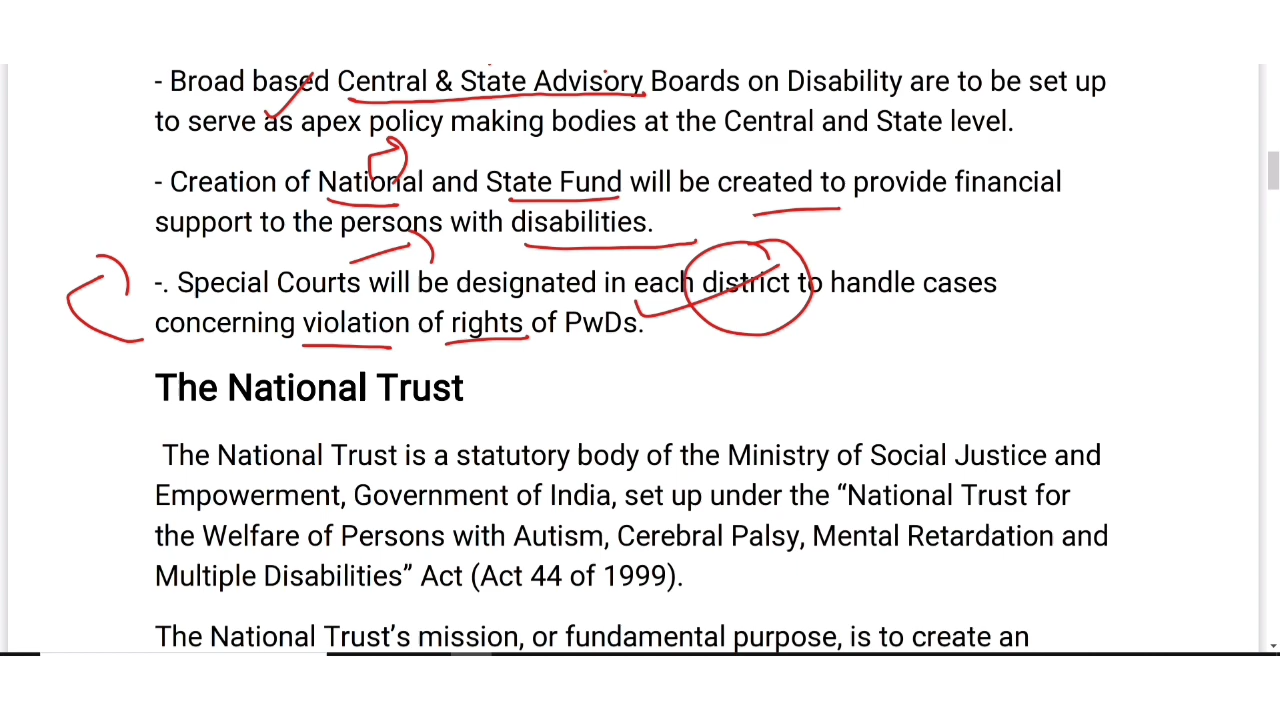 - Broad based Central & State Advisory Boards on Disability are to be set up
to serve as apex policy making bodies at the Central and State level.
- Creation of National and State Fund will be created to provide financial
support to the persons with disabilities.
-. Special Courts will be designated in each district to handle cases
concerning violation of rights of PwDs.
The National Trust
The National Trust is a statutory body of the Ministry of Social Justice and
Empowerment, Government of India, set up under the “National Trust for
the Welfare of Persons with Autism, Cerebral Palsy, Mental Retardation and
Multiple Disabilities” Act (Act 44 of 1999).
The National Trust’s mission, or fundamental purpose, is to create an